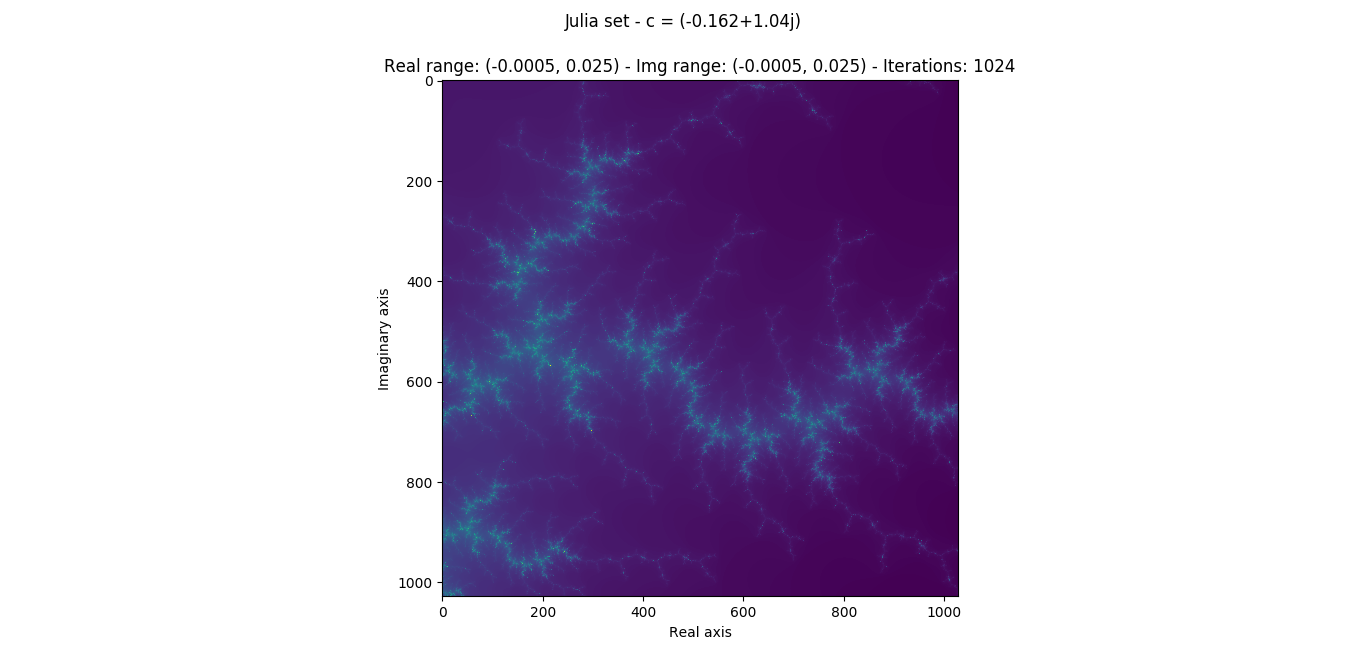 Julia set - c = (-0.162+1.04j)
Real range: (-0.0005, 0.025) - Img range: (-0.0005, 0.025) - Iterations: 1024
0
200
400
600
800
1000
Imaginary axis
0 200 400 600 800 1000
Real axis